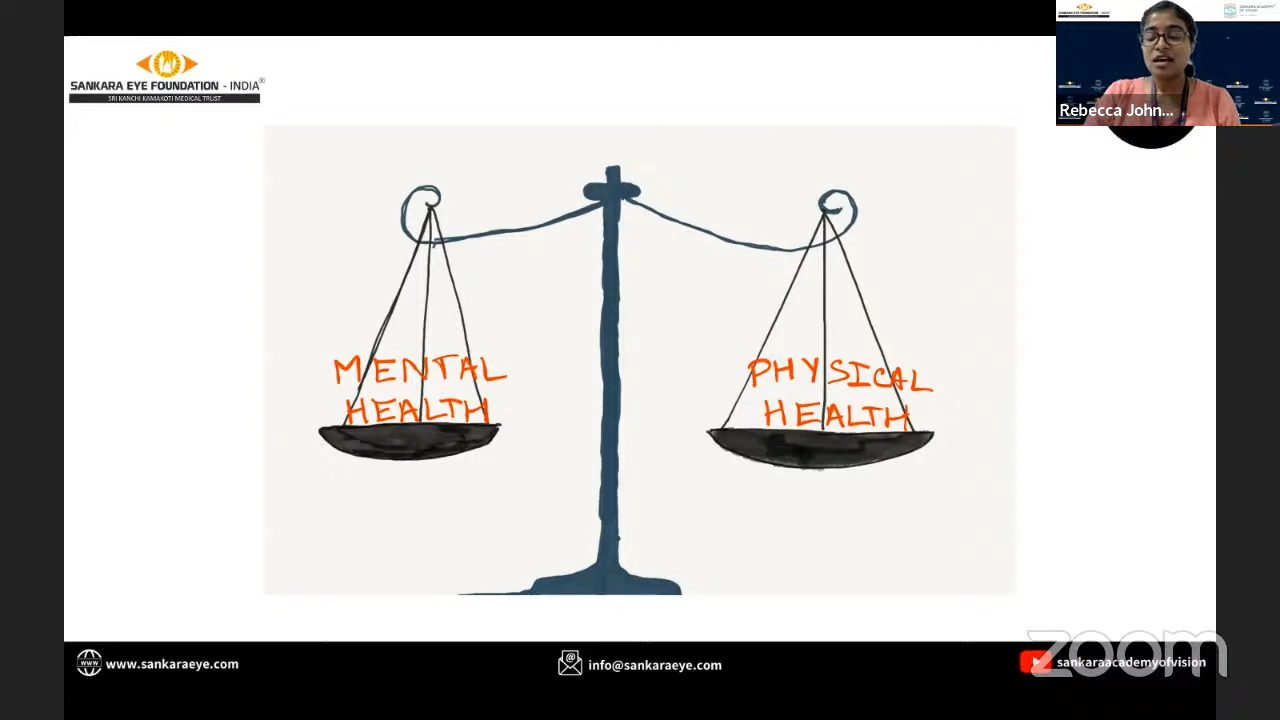 SANKARA EYE FOUNDATION - INDIA®
SRI KANCHI KAMAKOTI MEDICAL TRUST
Rebecca John...
MENTAL
HEALTH
PHYSICAL
HEALTH
www.sankaraeye.com
info@sankaraeye.com
sankaraacademyofvision
zoom